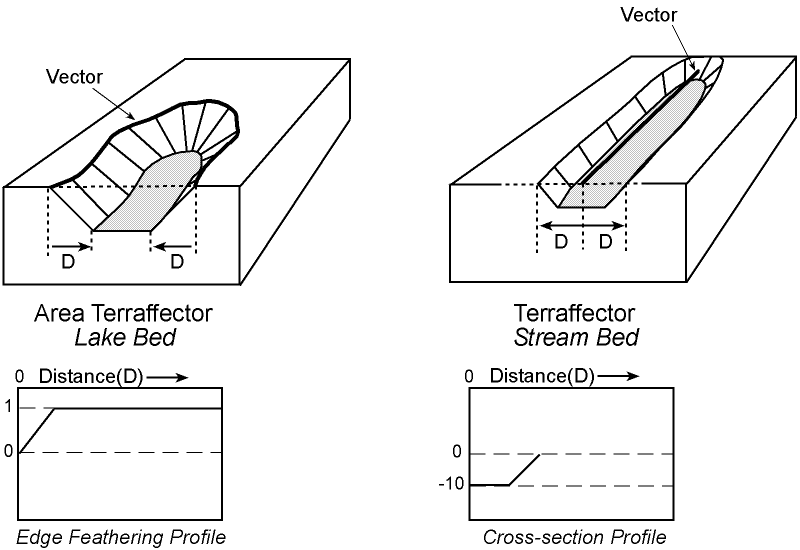 Vector
D
D
Area Terraffector
Lake Bed
0 Distance(D)
1
0
Edge Feathering Profile
Vector
D
D
Terraffector
Stream Bed
0 Distance(D)
0
-10
Cross-section Profile